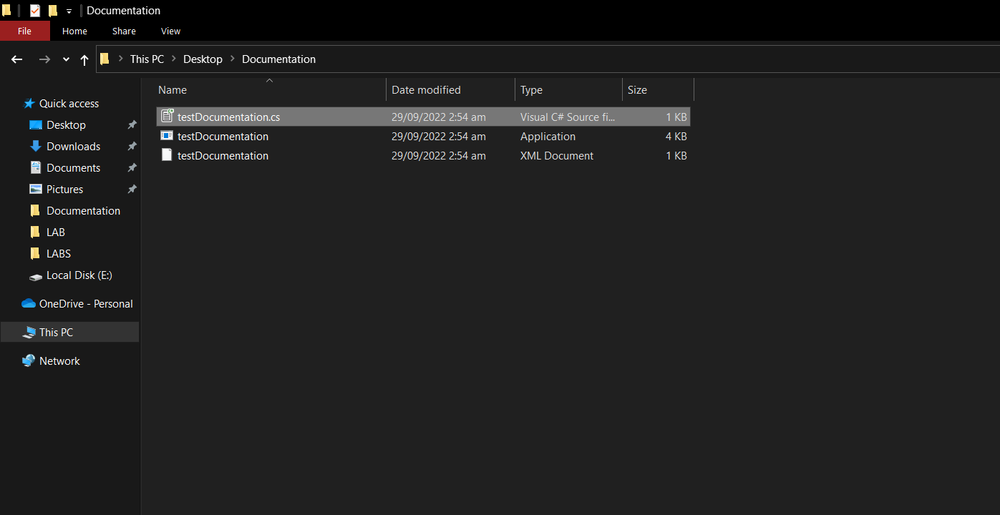 Documentation
File Home Share View
This PC Desktop Documentation
Name Date modified Type Size
Quick access
Desktop
Downloads
Documents
Pictures
Documentation
LAB
LABS
Local Disk (E:)
OneDrive - Personal
This PC
Network
testDocumentation.cs 29/09/2022 2:54 am Visual C# Source fi... 1 KB
testDocumentation 29/09/2022 2:54 am Application 4 KB
testDocumentation 29/09/2022 2:54 am XML Document 1 KB